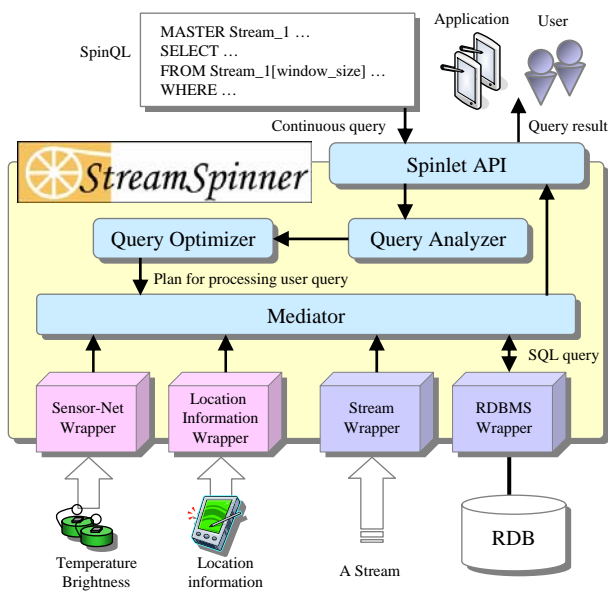 SpinQL
MASTER Stream_1 …
SELECT …
FROM Stream_1[window_size] …
WHERE …
Application
User
Continuous query
Query result
StreamSpinner
Spinlet API
Query Optimizer
Query Analyzer
Plan for processing user query
Mediator
SQL query
Sensor-Net
Wrapper
Location
Information
Wrapper
Stream
Wrapper
RDBMS
Wrapper
Temperature
Brightness
Location
information
A Stream
RDB